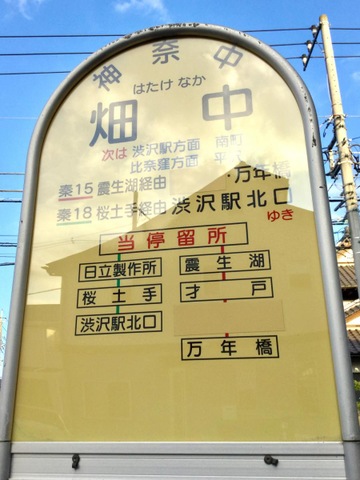 神奈中
はたけ なか
畑中
次は 渋沢駅方面 南町
比奈窪方面 平
秦15 震生湖経由 万年橋
秦18 桜土手経由 渋沢駅北口
ゆき
当停留所
日立製作所 震生湖
桜土手 才戸
渋沢駅北口
万年橋